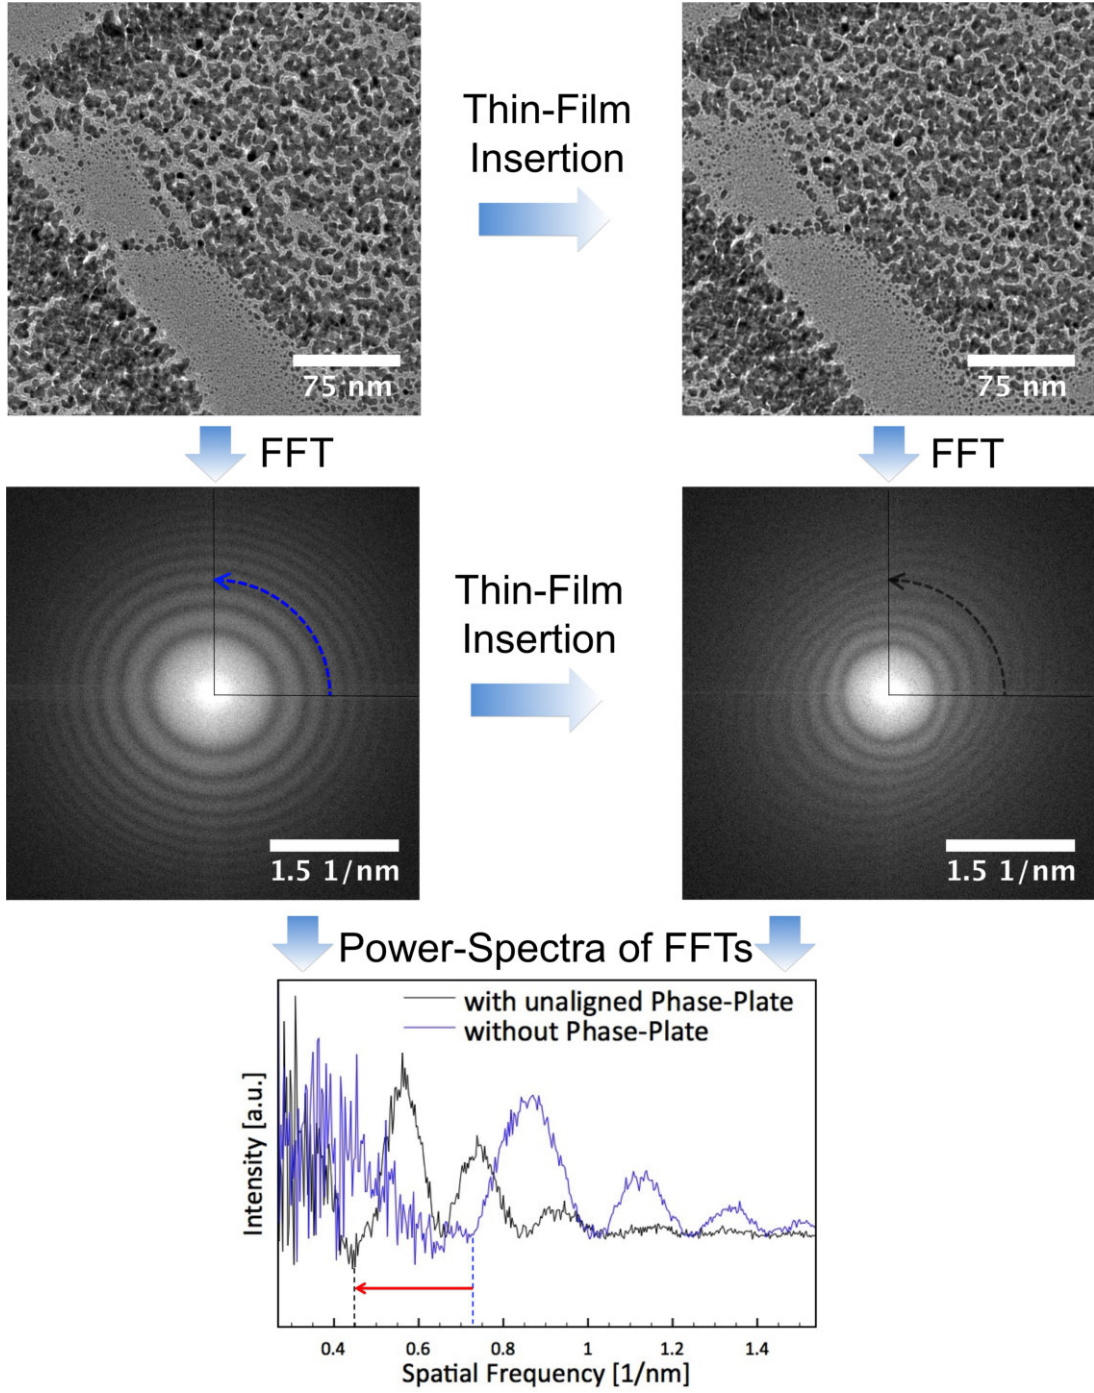 Thin-Film
Insertion
75 nm
75 nm
FFT
FFT
Thin-Film
Insertion
1.5 1/nm
1.5 1/nm
Power-Spectra of FFTs
with unaligned Phase-Plate
without Phase-Plate
Intensity [a.u.]
0.4 0.6 0.8 1 1.2 1.4
Spatial Frequency [1/nm]